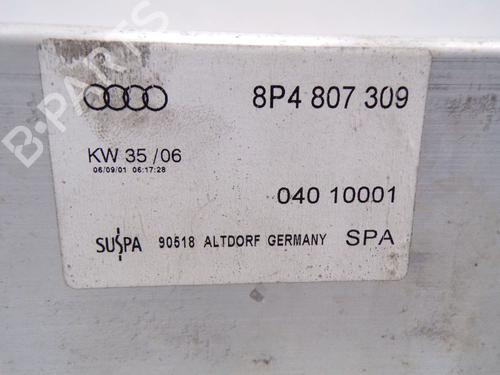 B-PARTS
8P4 807 309
KW 35 /06
06/09/01 06:17:28
040 10001
SUSPA 90518 ALTDORF GERMANY SPA